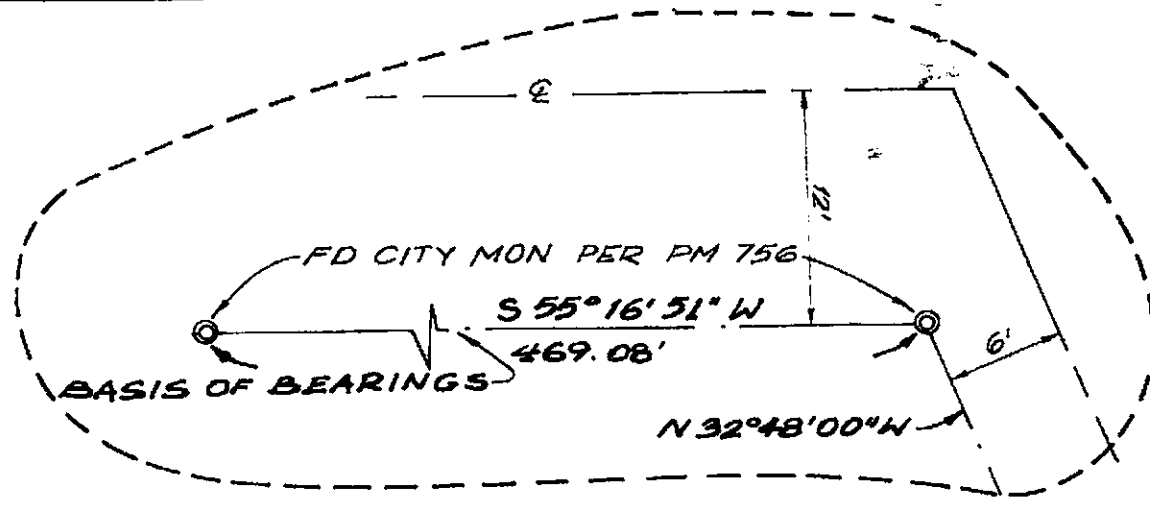 ℄
12'
FD CITY MON PER PM 756
S 55° 16' 51" W
469.08'
6'
BASIS OF BEARINGS
N 32°48'00" W